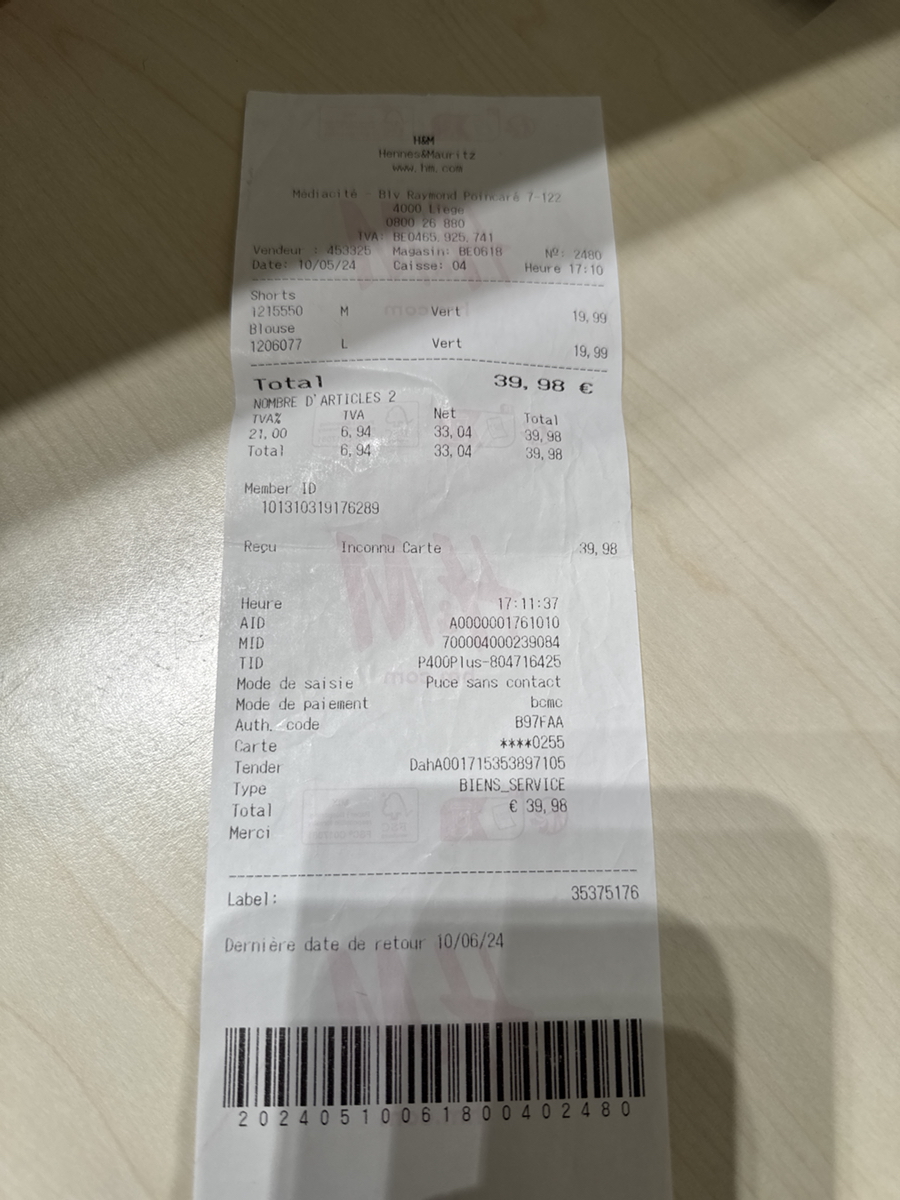 H&M
Hennes&Mauritz
www.hm.com
Médiacité - Blv Raymond Poincaré 7-122
4000 Liège
0800 26 880
TVA: BE0465.925.741
Vendeur : 453325 Magasin: BE0618 Nº: 2480
Date: 10/05/24 Caisse: 04 Heure 17:10
Shorts
1215550 M Vert 19,99
Blouse
1206077 L Vert 19,99
Total 39,98 €
NOMBRE D'ARTICLES 2
TVA% TVA Net Total
21,00 6,94 33,04 39,98
Total 6,94 33,04 39,98
Member ID
101310319176289
Reçu Inconnu Carte 39,98
Heure 17:11:37
AID A0000001761010
MID 700004000239084
TID P400Plus-804716425
Mode de saisie Puce sans contact
Mode de paiement bcmc
Auth. code B97FAA
Carte ****0255
Tender DahA001715353897105
Type BIENS_SERVICE
Total € 39,98
Merci
Label: 35375176
Dernière date de retour 10/06/24
20240510061800402480